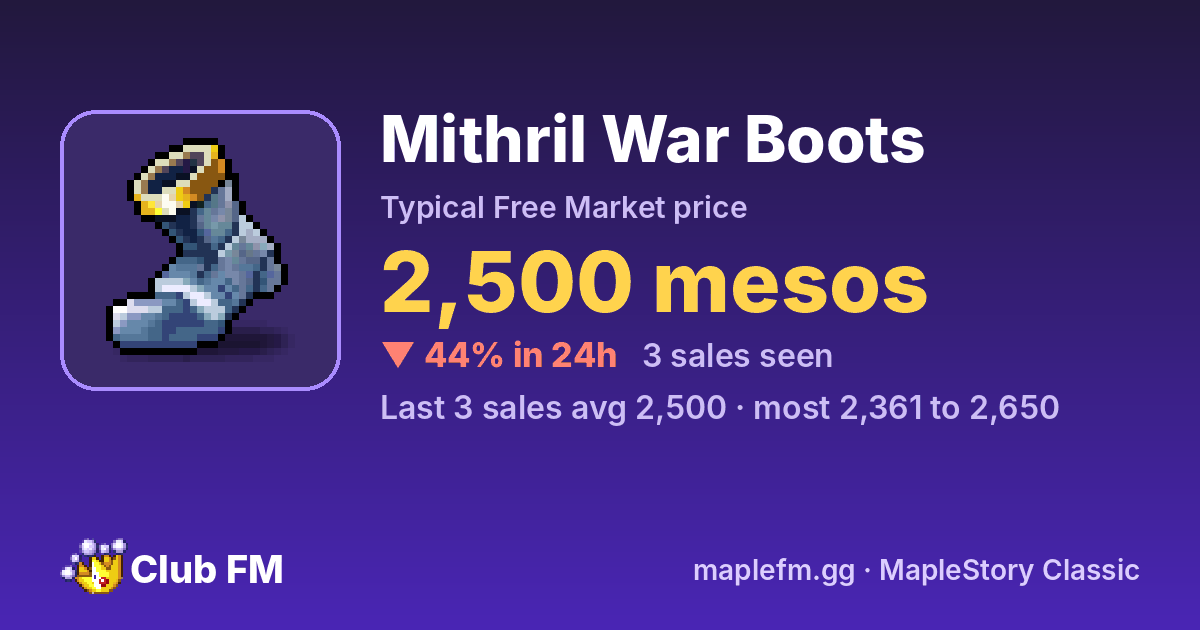 Mithril War Boots
Typical Free Market price
2,500 mesos
▼ 44% in 24h 3 sales seen
Last 3 sales avg 2,500 · most 2,361 to 2,650
Club FM
maplefm.gg · MapleStory Classic